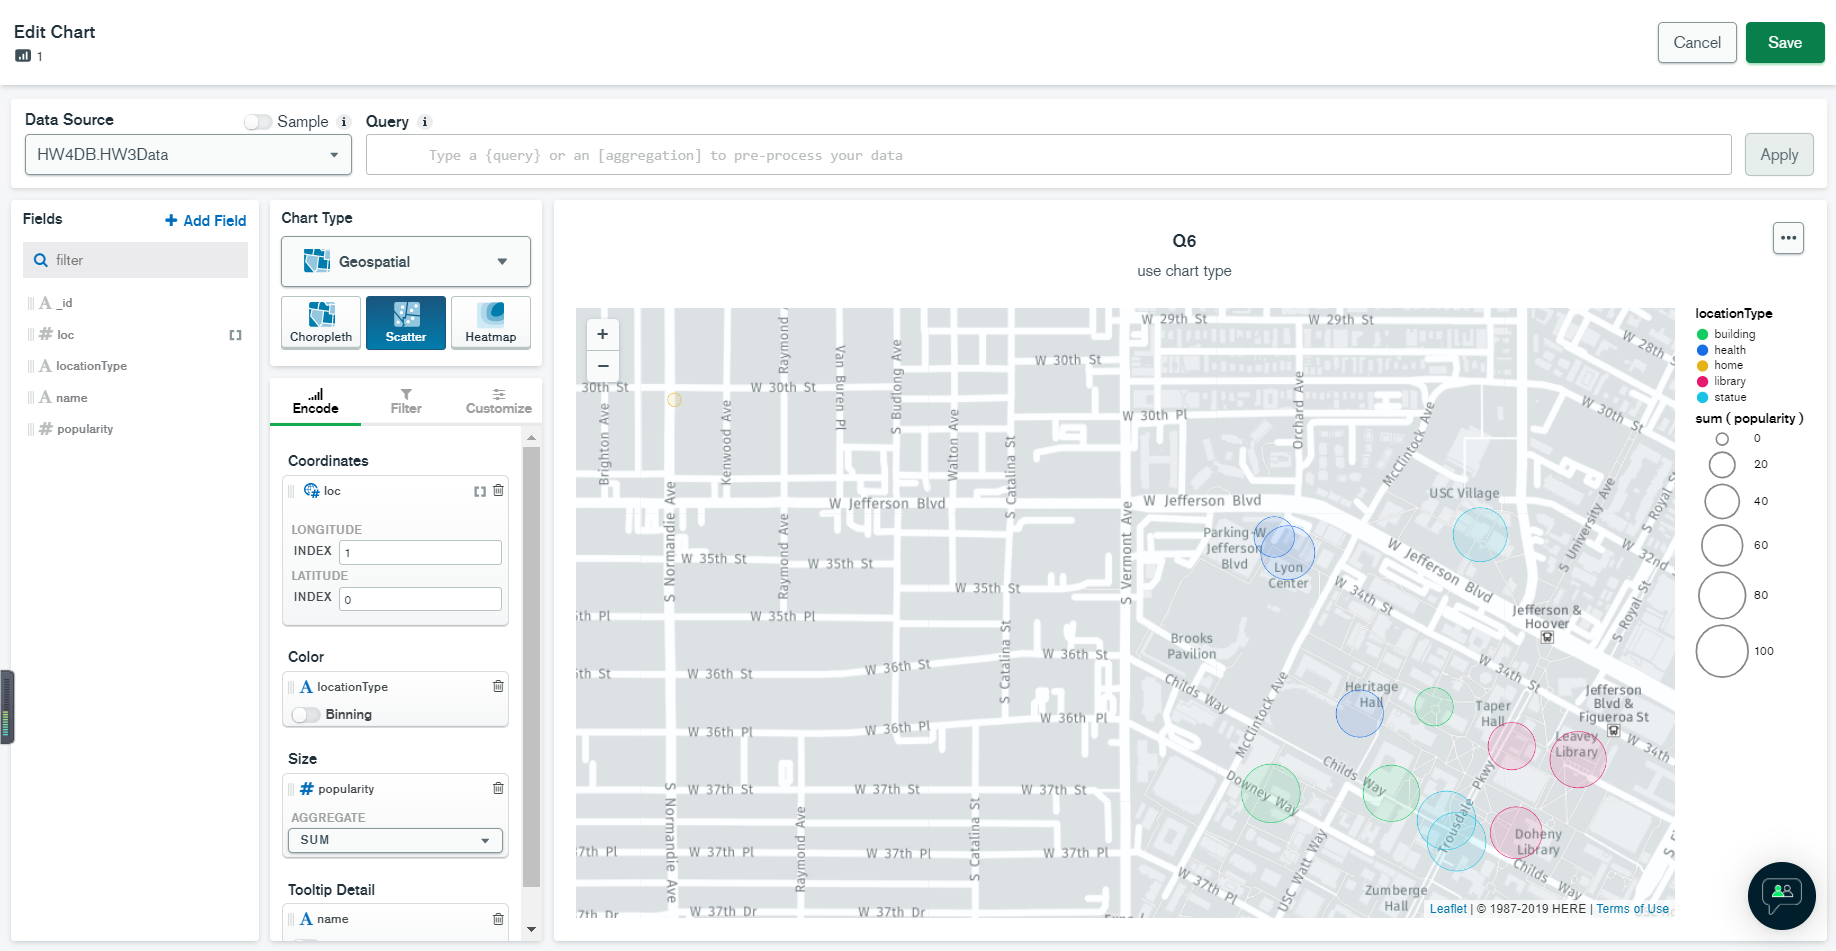 Edit Chart
1
Cancel
Save
Data Source
Sample
i
Query
i
HW4DB.HW3Data
Type a {query} or an [aggregation] to pre-process your data
Apply
Fields
+ Add Field
filter
A _id
# loc
[ ]
A locationType
A name
# popularity
Chart Type
Geospatial
Choropleth
Scatter
Heatmap
Encode
Filter
Customize
Coordinates
loc
[ ]
LONGITUDE
INDEX
1
LATITUDE
INDEX
0
Color
A locationType
Binning
Size
# popularity
AGGREGATE
SUM
Tooltip Detail
A name
Q6
use chart type
...
+
−
W 29th St
W 29th St
W 28th St
30th St
W 30th St
W 30th St
W 30th Pl
W 30th St
Raymond Ave
Van Buren Pl
S Budlong Ave
Brighton Ave
Kenwood Ave
Walton Ave
S Catalina St
Orchard Ave
McClintock Ave
S Normandie Ave
Raymond Ave
S Vermont Ave
W Jefferson Blvd
W Jefferson Blvd
USC Village
S University Ave
S Royal St
W 32nd St
Parking-W
Jefferson
Blvd
Lyon
Center
W Jefferson Blvd
W 35th St
W 35th St
W 35th St
W 34th St
Jefferson &
Hoover
S Royal St
5th Pl
W 35th Pl
Brooks
Pavilion
S Catalina St
W 36th St
W 36th St
W 36th St
6th St
W 34th St
Childs Way
McClintock Ave
Heritage
Hall
Taper
Hall
Jefferson
Blvd &
Figueroa St
W 36th Pl
W 36th Pl
W 36th Pl
Leavey
Library
W 34th St
Childs Way
Downey Way
Trousdale Pkwy
S Normandie Ave
W 37th St
W 37th St
W 37th St
Raymond Ave
S Catalina St
USC Watt Way
Doheny
Library
7th Pl
W 37th Pl
W 37th Pl
W 37th Pl
W 37th Pl
Childs Way
Zumberge
Hall
7th Dr
W 37th Dr
W 37th Dr
Leaflet | © 1987-2019 HERE | Terms of Use
locationType
building
health
home
library
statue
sum ( popularity )
0
20
40
60
80
100